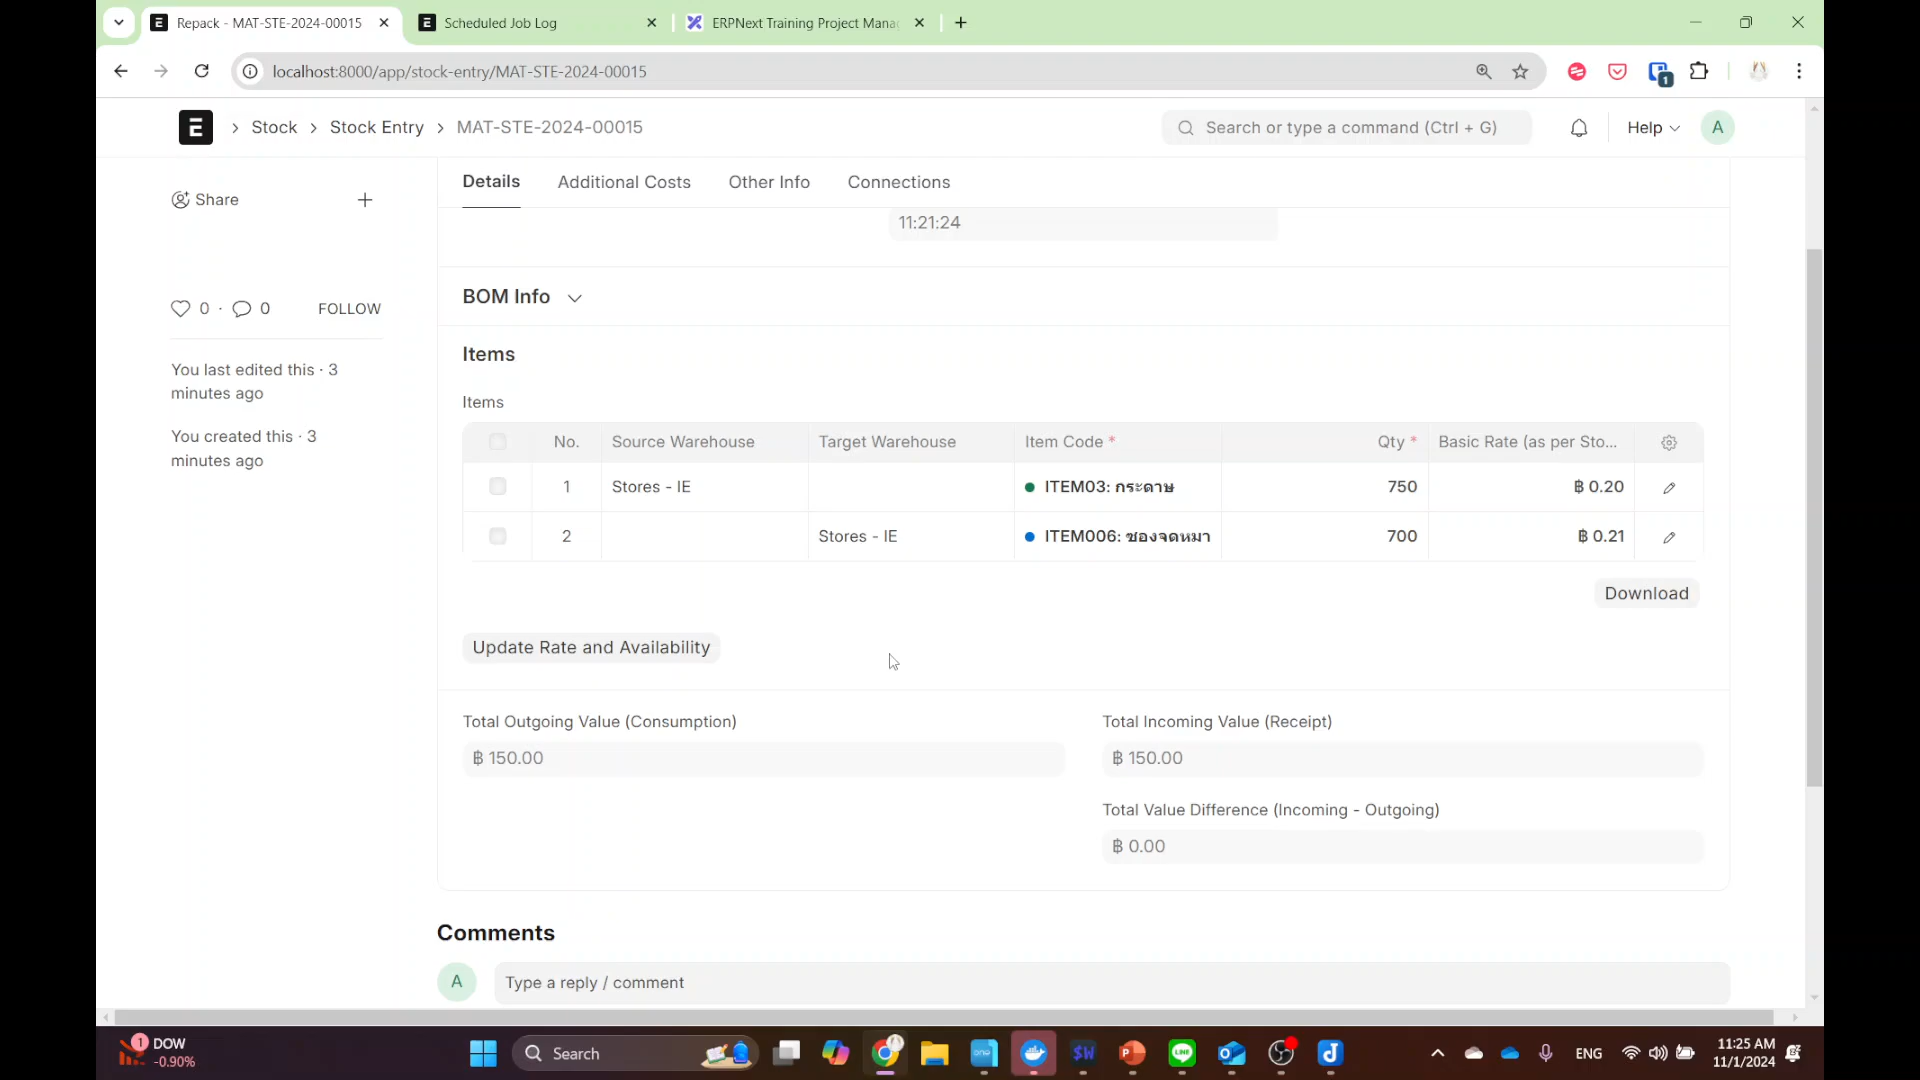 Repack - MAT-STE-2024-00015
Scheduled Job Log
ERPNext Training Project Mana
localhost:8000/app/stock-entry/MAT-STE-2024-00015
1
E
Stock
Stock Entry
MAT-STE-2024-00015
Search or type a command (Ctrl + G)
Help
A
Share
Details
Additional Costs
Other Info
Connections
11:21:24
0 · 0
FOLLOW
BOM Info
You last edited this · 3
minutes ago
You created this · 3
minutes ago
Items
Items
No.
Source Warehouse
Target Warehouse
Item Code *
Qty *
Basic Rate (as per Sto...
1
Stores - IE
ITEM03: กระดาษ
750
฿ 0.20
2
Stores - IE
ITEM006: ซองจดหมา
700
฿ 0.21
Download
Update Rate and Availability
Total Outgoing Value (Consumption)
Total Incoming Value (Receipt)
฿ 150.00
฿ 150.00
Total Value Difference (Incoming - Outgoing)
฿ 0.00
Comments
A
Type a reply / comment
1
DOW
-0.90%
Search
ENG
11:25 AM
11/1/2024